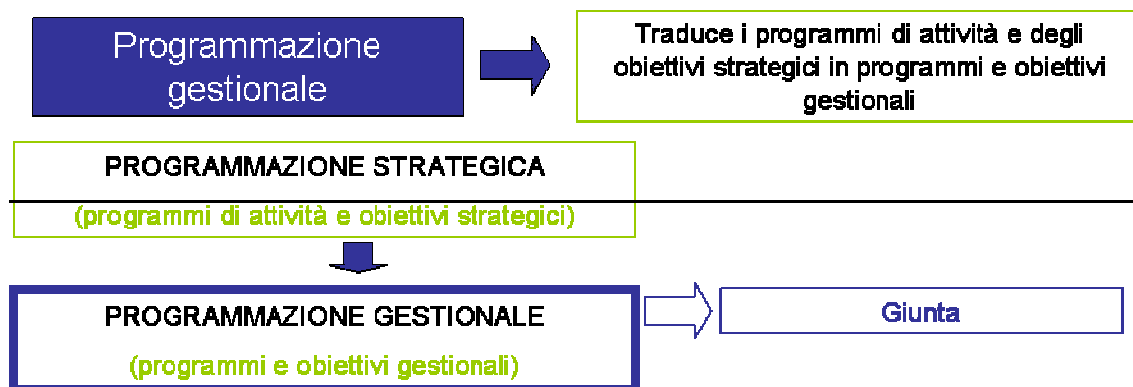 Programmazione
gestionale
Traduce i programmi di attività e degli
obiettivi strategici in programmi e obiettivi
gestionali
PROGRAMMAZIONE STRATEGICA
(programmi di attività e obiettivi strategici)
PROGRAMMAZIONE GESTIONALE
(programmi e obiettivi gestionali)
Giunta